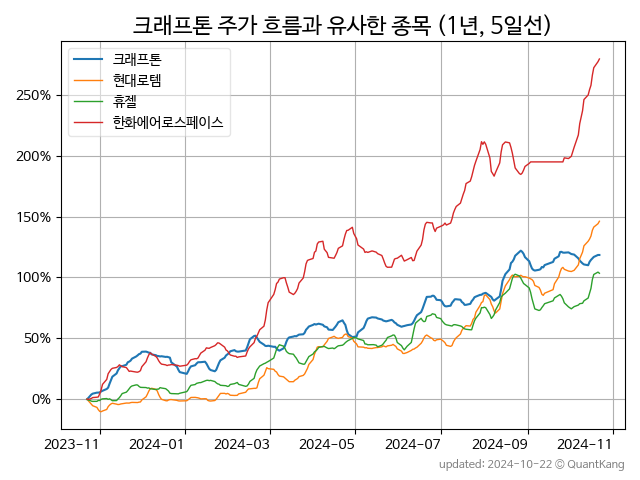 크래프톤 주가 흐름과 유사한 종목 (1년, 5일선)
크래프톤
현대로템
휴젤
한화에어로스페이스
250%
200%
150%
100%
50%
0%
2023-11 2024-01 2024-03 2024-05 2024-07 2024-09 2024-11
updated: 2024-10-22 © QuantKang